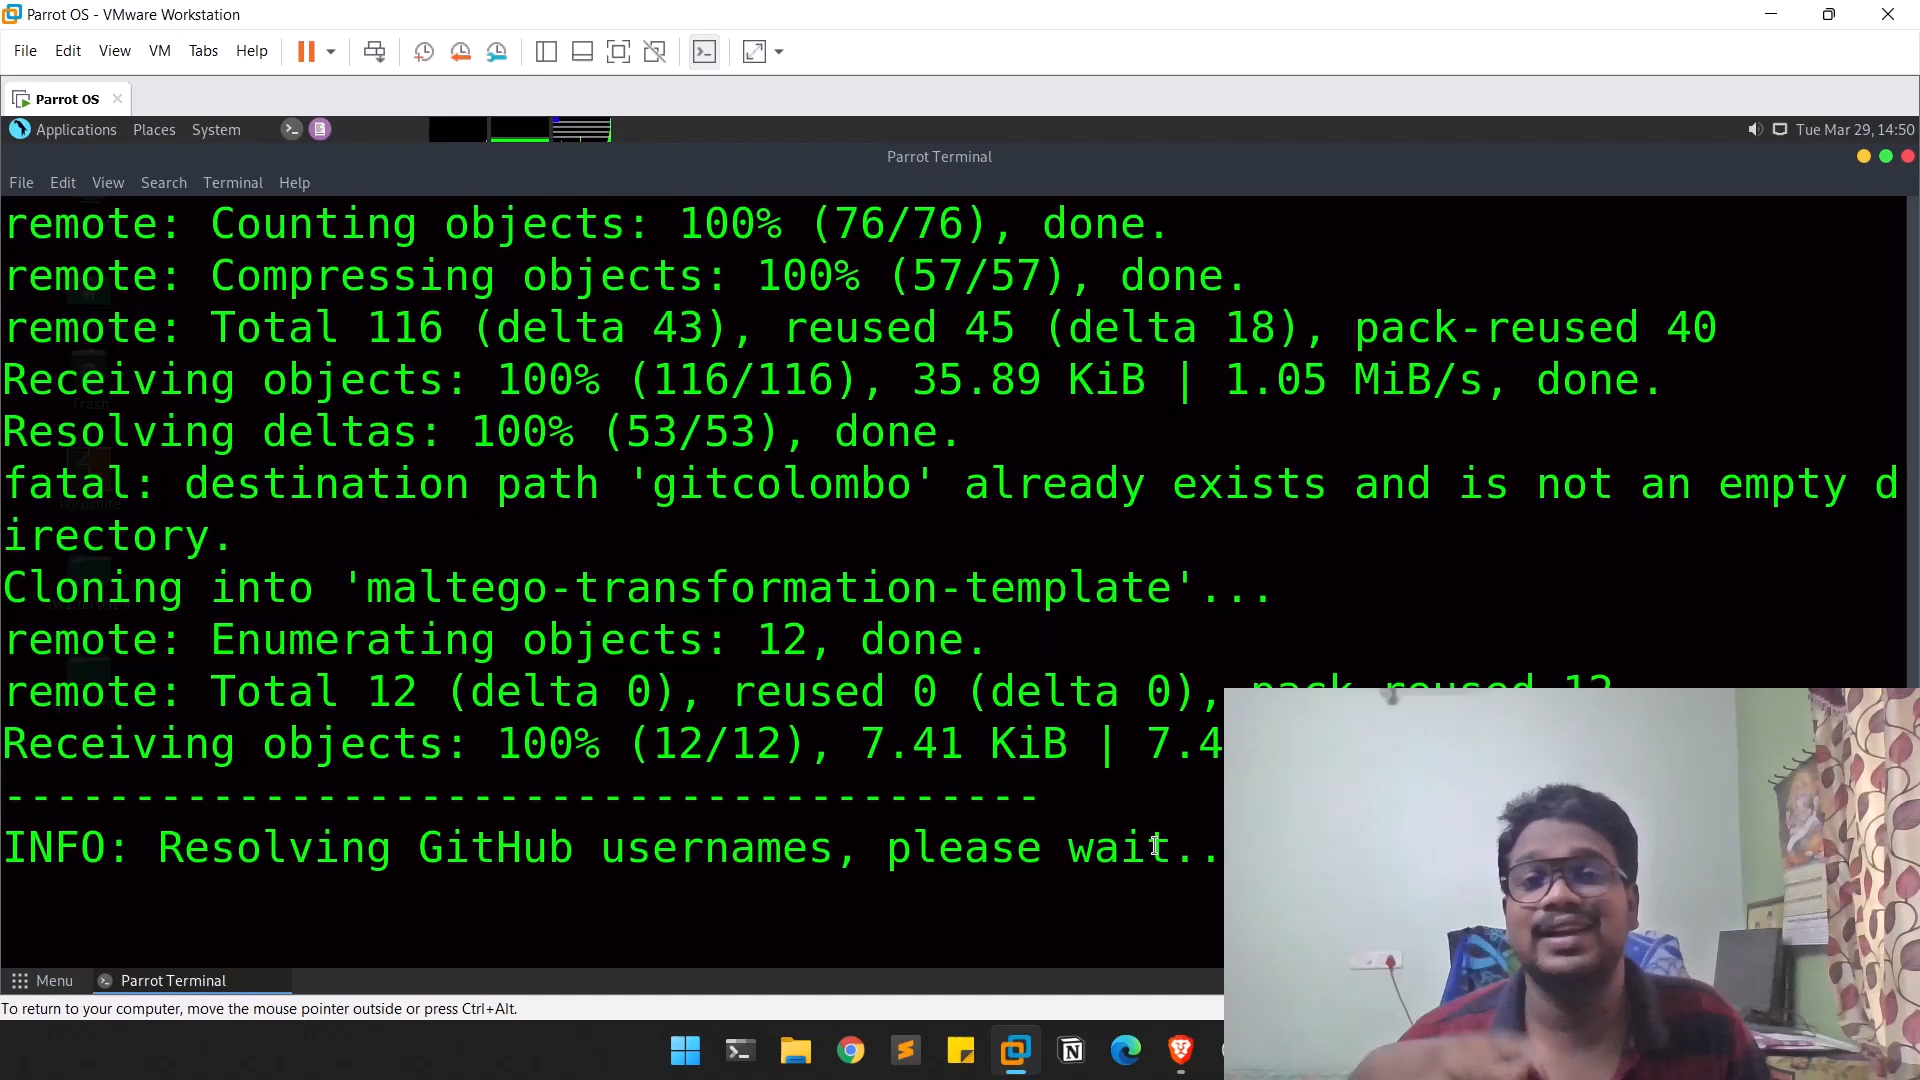 Parrot OS - VMware Workstation
File Edit View VM Tabs Help
Parrot OS
Applications Places System Tue Mar 29, 14:50
Parrot Terminal
File Edit View Search Terminal Help
remote: Counting objects: 100% (76/76), done.
remote: Compressing objects: 100% (57/57), done.
remote: Total 116 (delta 43), reused 45 (delta 18), pack-reused 40
Receiving objects: 100% (116/116), 35.89 KiB | 1.05 MiB/s, done.
Resolving deltas: 100% (53/53), done.
fatal: destination path 'gitcolombo' already exists and is not an empty d
irectory.
Cloning into 'maltego-transformation-template'...
remote: Enumerating objects: 12, done.
remote: Total 12 (delta 0), reused 0 (delta 0), pack-reused 12
Receiving objects: 100% (12/12), 7.41 KiB | 7.4
----------------------------------------
INFO: Resolving GitHub usernames, please wait..
Menu Parrot Terminal
To return to your computer, move the mouse pointer outside or press Ctrl+Alt.